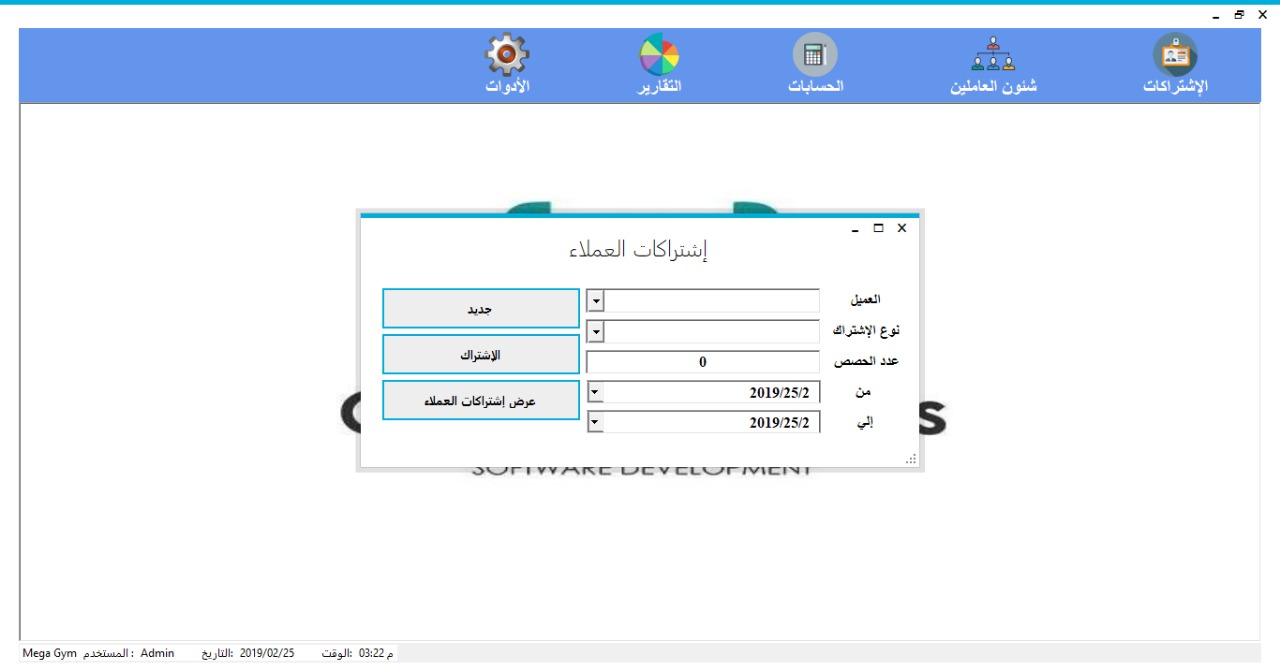 الإشتراكات
شئون العاملين
الحسابات
التقارير
الأدوات
إشتراكات العملاء
العميل
نوع الإشتراك
عدد الحصص
0
من
2019/25/2
إلي
2019/25/2
جديد
الإشتراك
عرض إشتراكات العملاء
SOFTWARE DEVELOPMENT
Mega Gym المستخدم : Admin التاريخ: 2019/02/25 الوقت: 03:22 م